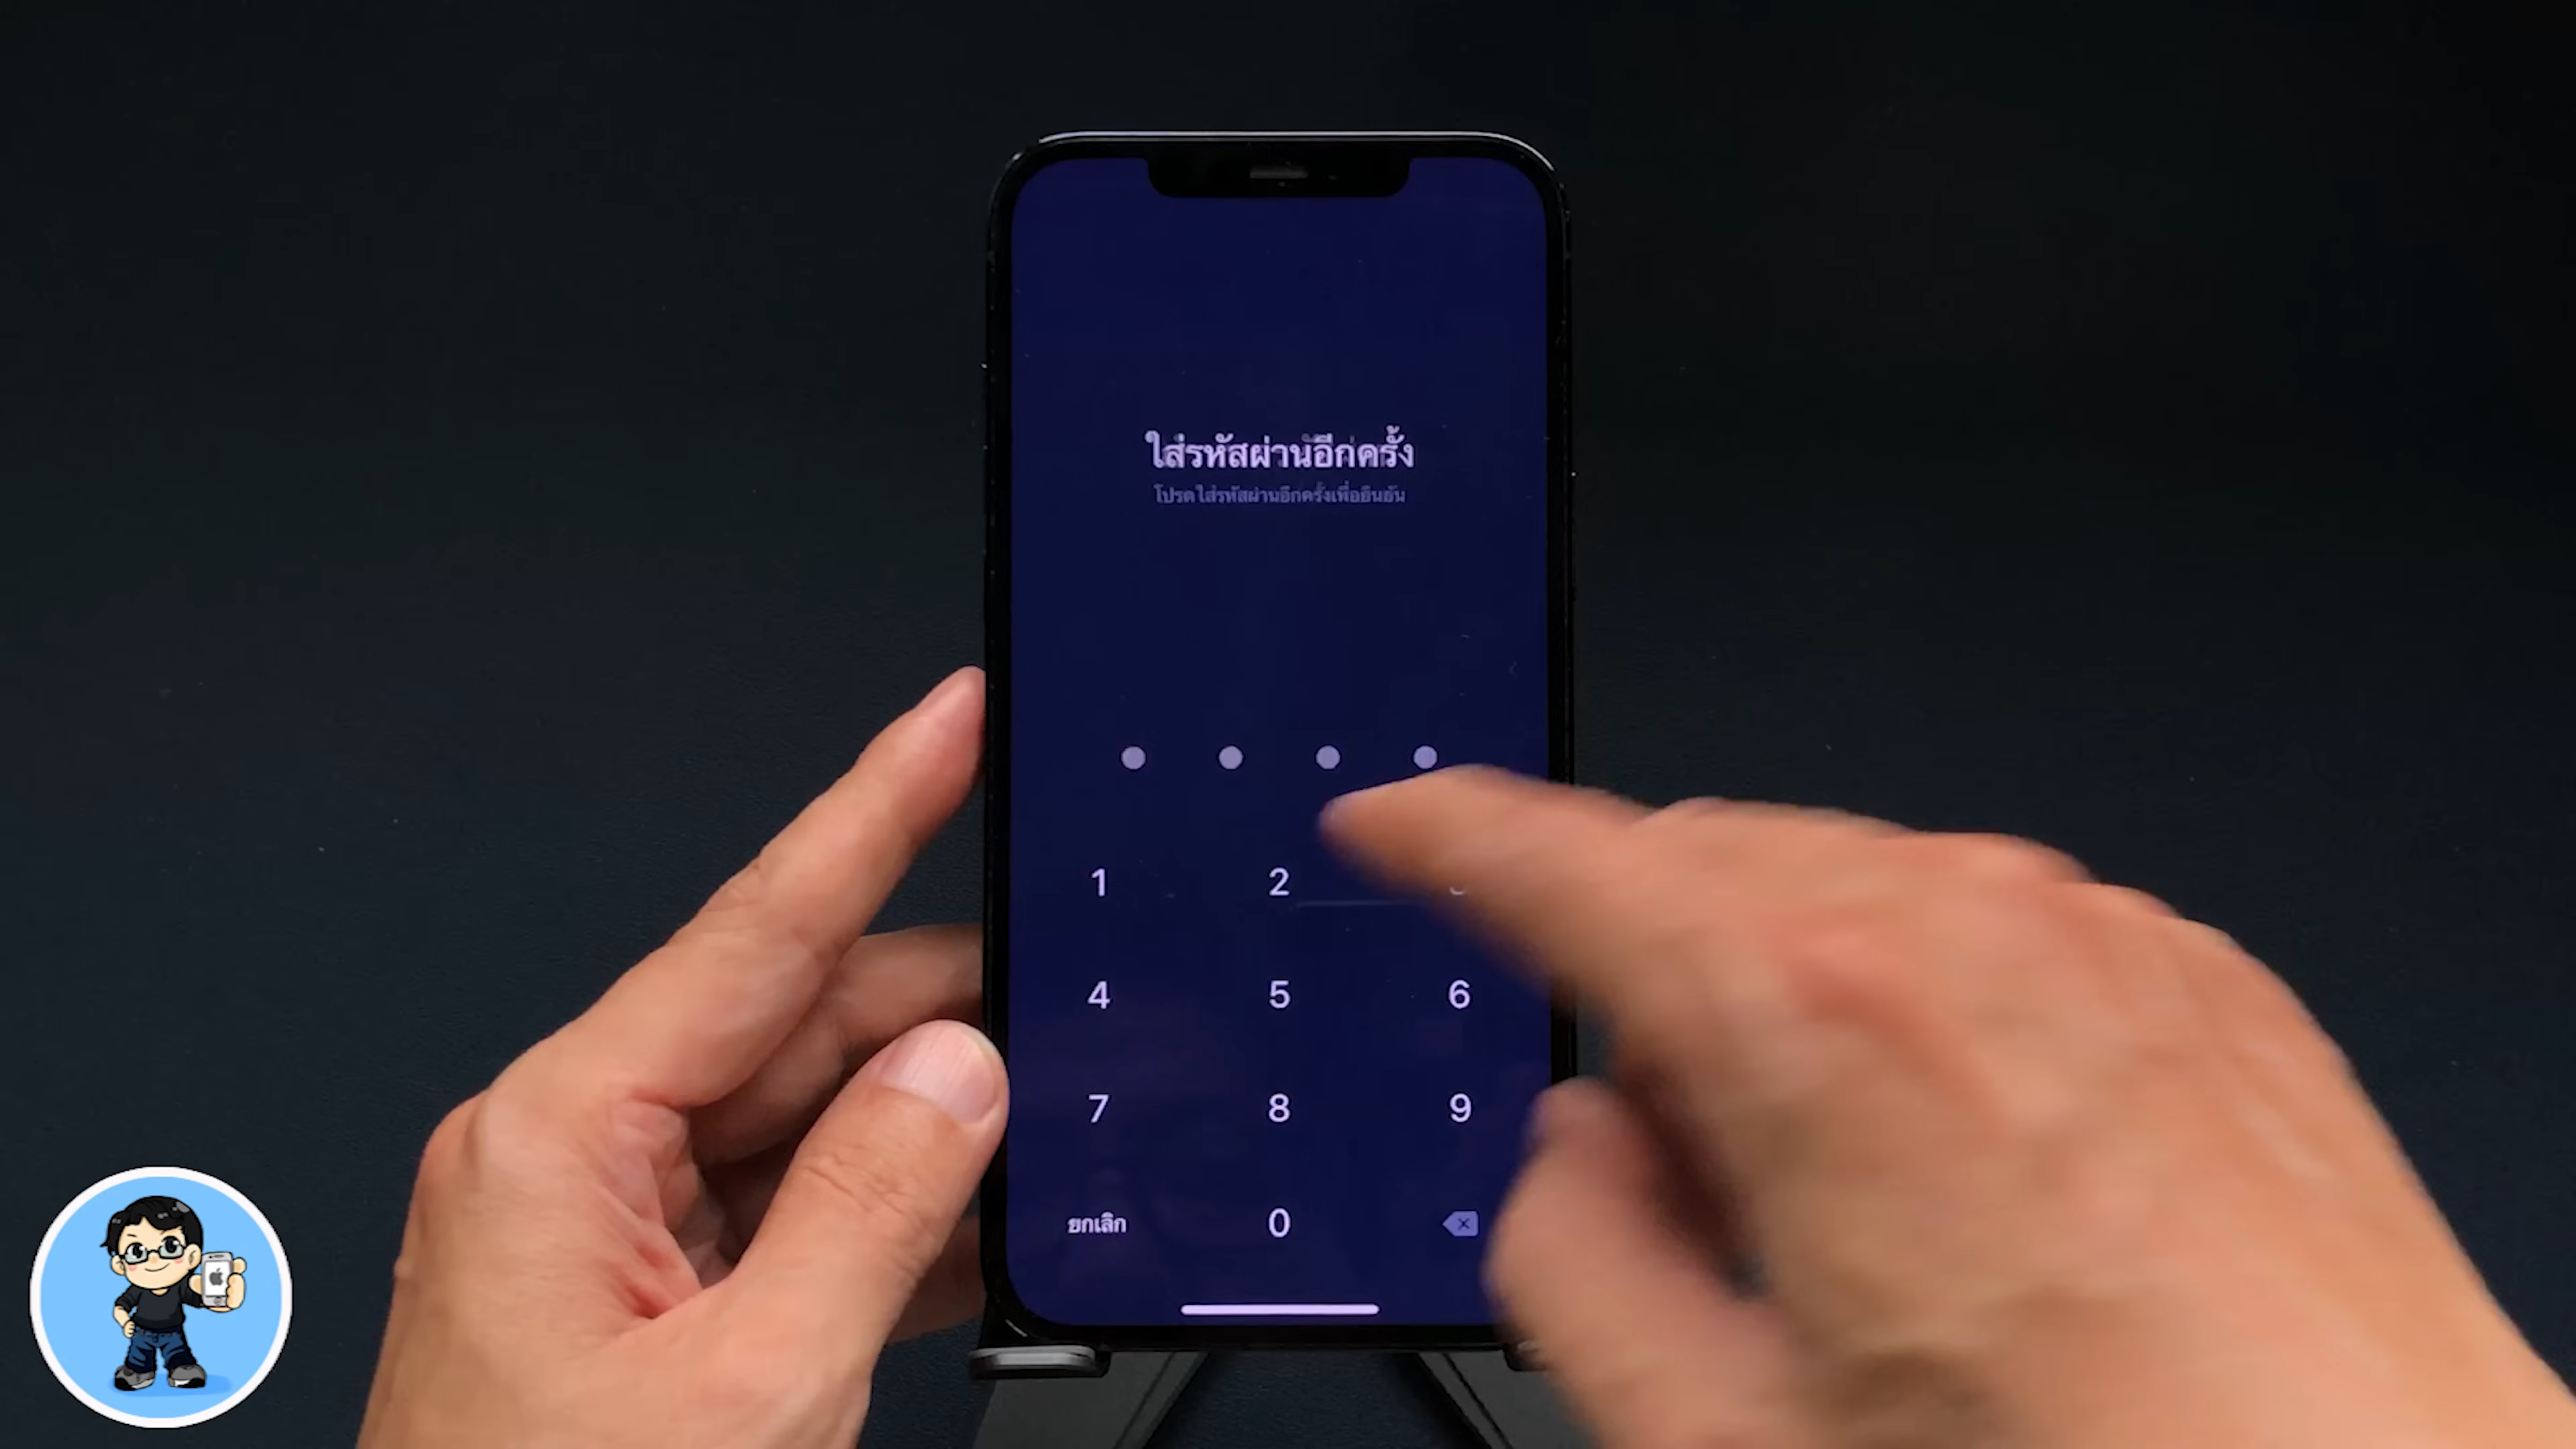 ใส่รหัสผ่านอีกครั้ง
โปรดใส่รหัสผ่านอีกครั้งเพื่อยืนยัน
1 2
4 5 6
7 8 9
ยกเลิก 0